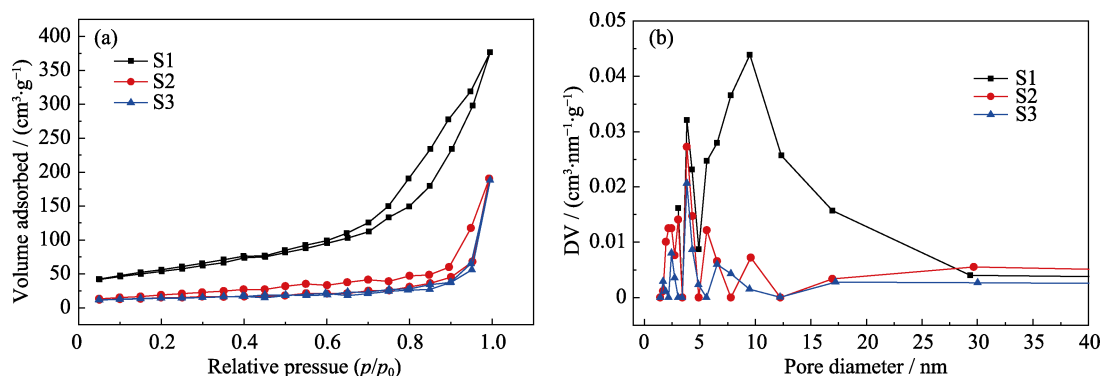 (a)
S1
S2
S3
Volume adsorbed / (cm³·g⁻¹)
400
350
300
250
200
150
100
50
0
0.0 0.2 0.4 0.6 0.8 1.0
Relative pressue (p/p₀)
(b)
S1
S2
S3
DV / (cm³·nm⁻¹·g⁻¹)
0.05
0.04
0.03
0.02
0.01
0
0 5 10 15 20 25 30 35 40
Pore diameter / nm